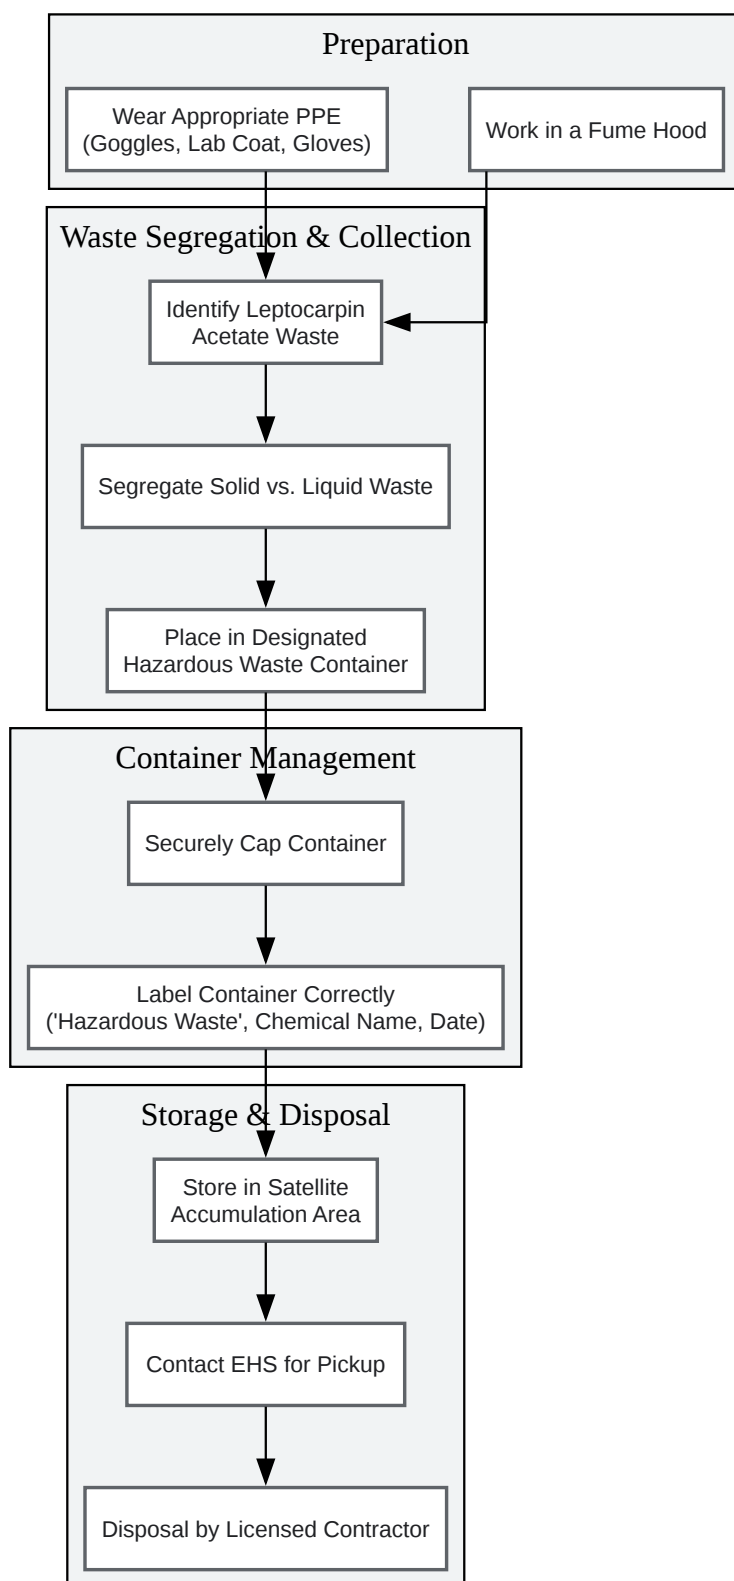 Preparation
Wear Appropriate PPE
(Goggles, Lab Coat, Gloves)
Work in a Fume Hood
Waste Segregation & Collection
Identify Leptocarpin
Acetate Waste
Segregate Solid vs. Liquid Waste
Place in Designated
Hazardous Waste Container
Container Management
Securely Cap Container
Label Container Correctly
('Hazardous Waste', Chemical Name, Date)
Storage & Disposal
Store in Satellite
Accumulation Area
Contact EHS for Pickup
Disposal by Licensed Contractor